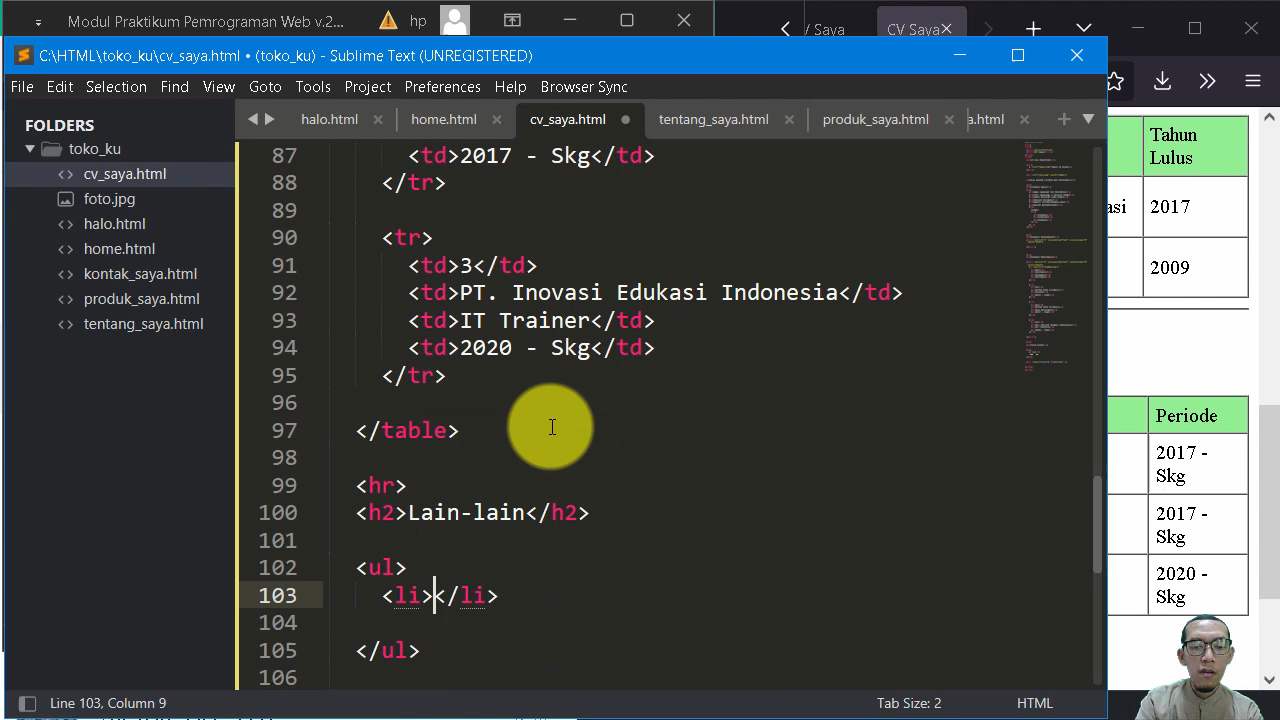 Modul Praktikum Pemrograman Web v.2...
hp
/ Saya
CV Saya
C:\HTML\toko_ku\cv_saya.html • (toko_ku) - Sublime Text (UNREGISTERED)
File Edit Selection Find View Goto Tools Project Preferences Help Browser Sync
FOLDERS
toko_ku
cv_saya.html
foto.jpg
halo.html
home.html
kontak_saya.html
produk_saya.html
tentang_saya.html
halo.html home.html cv_saya.html tentang_saya.html produk_saya.html a.html
87 <td>2017 - Skg</td>
88 </tr>
89
90 <tr>
91 <td>3</td>
92 <td>PT. Inovasi Edukasi Indonesia</td>
93 <td>IT Trainer</td>
94 <td>2020 - Skg</td>
95 </tr>
96
97 </table>
98
99 <hr>
100 <h2>Lain-lain</h2>
101
102 <ul>
103 <li></li>
104
105 </ul>
106
Tahun
Lulus
asi 2017
2009
Periode
2017 -
Skg
2017 -
Skg
2020 -
Skg
Line 103, Column 9
Tab Size: 2
HTML